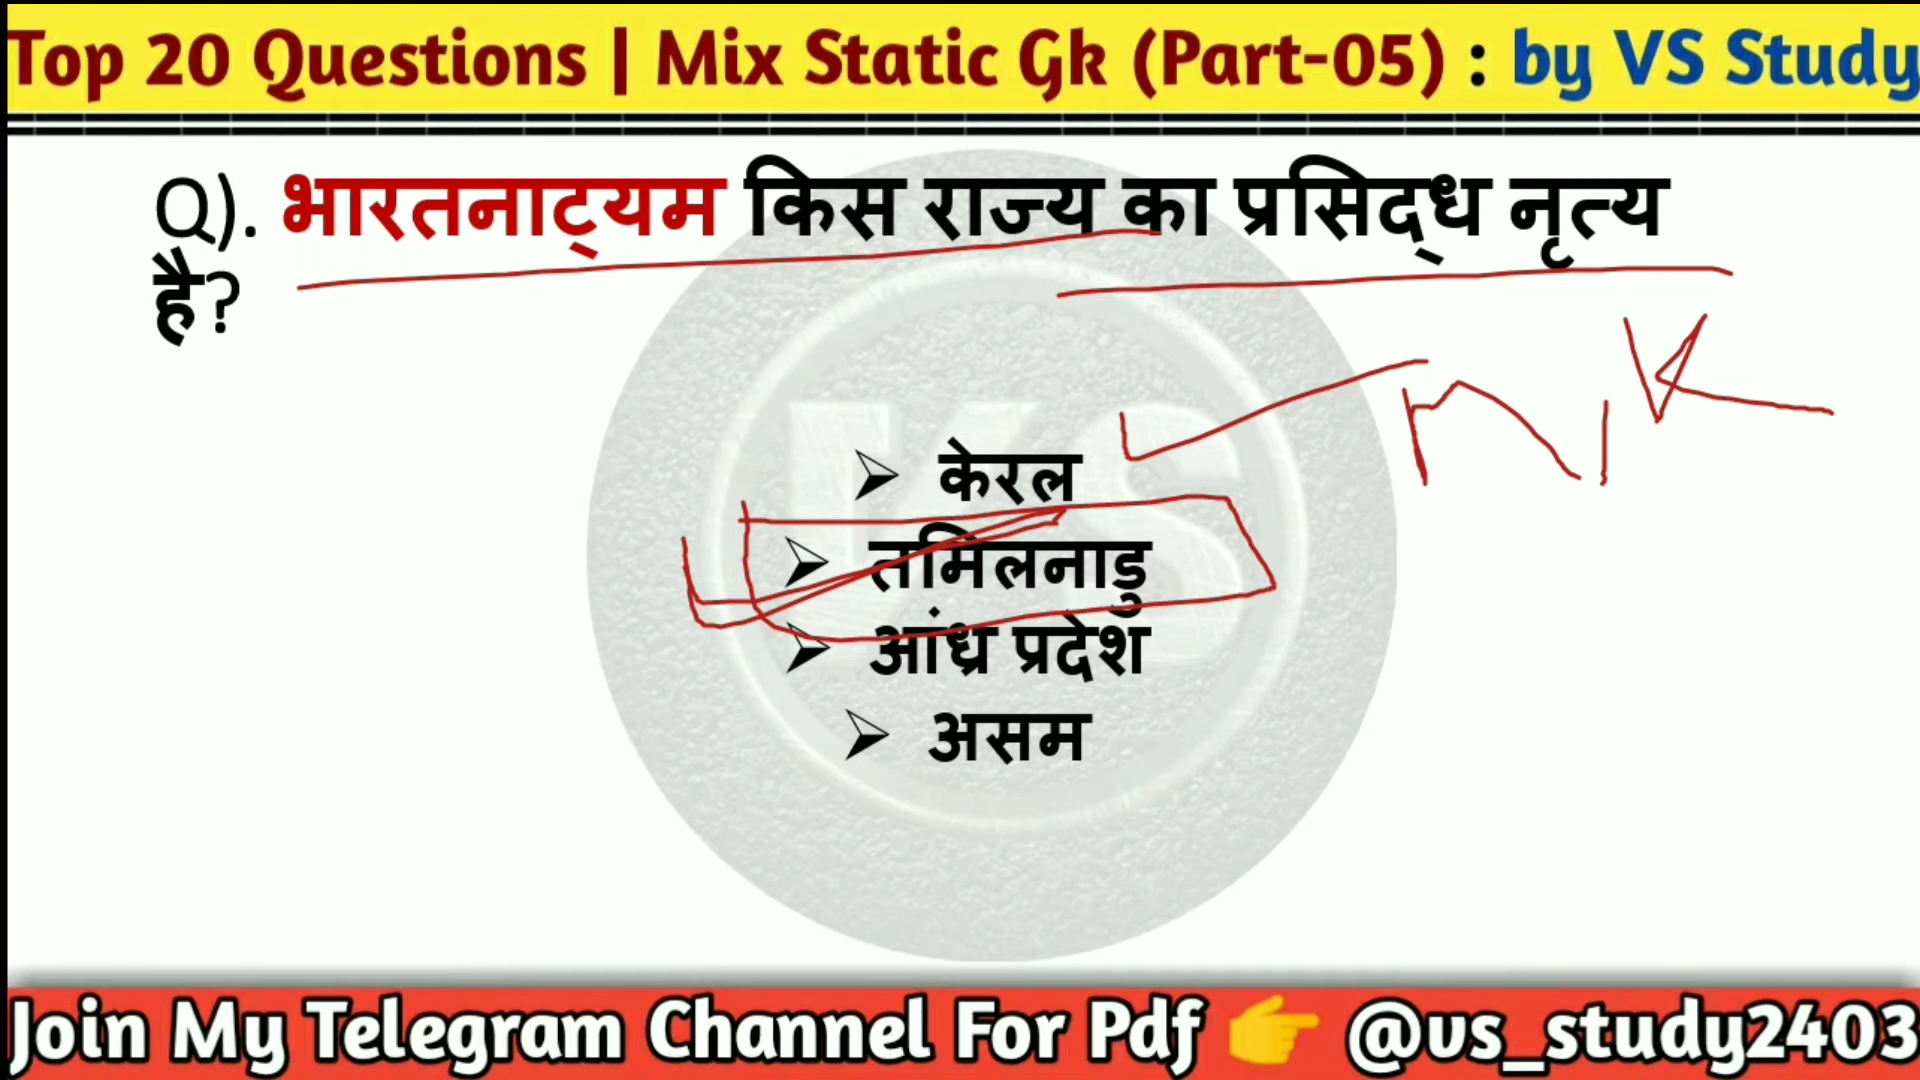 Top 20 Questions | Mix Static Gk (Part-05) : by VS Study
Q). भारतनाट्यम किस राज्य का प्रसिद्ध नृत्य
है?
➢ केरल
➢ तमिलनाडु
➢ आंध्र प्रदेश
➢ असम
Join My Telegram Channel For Pdf 👉 @vs_study2403